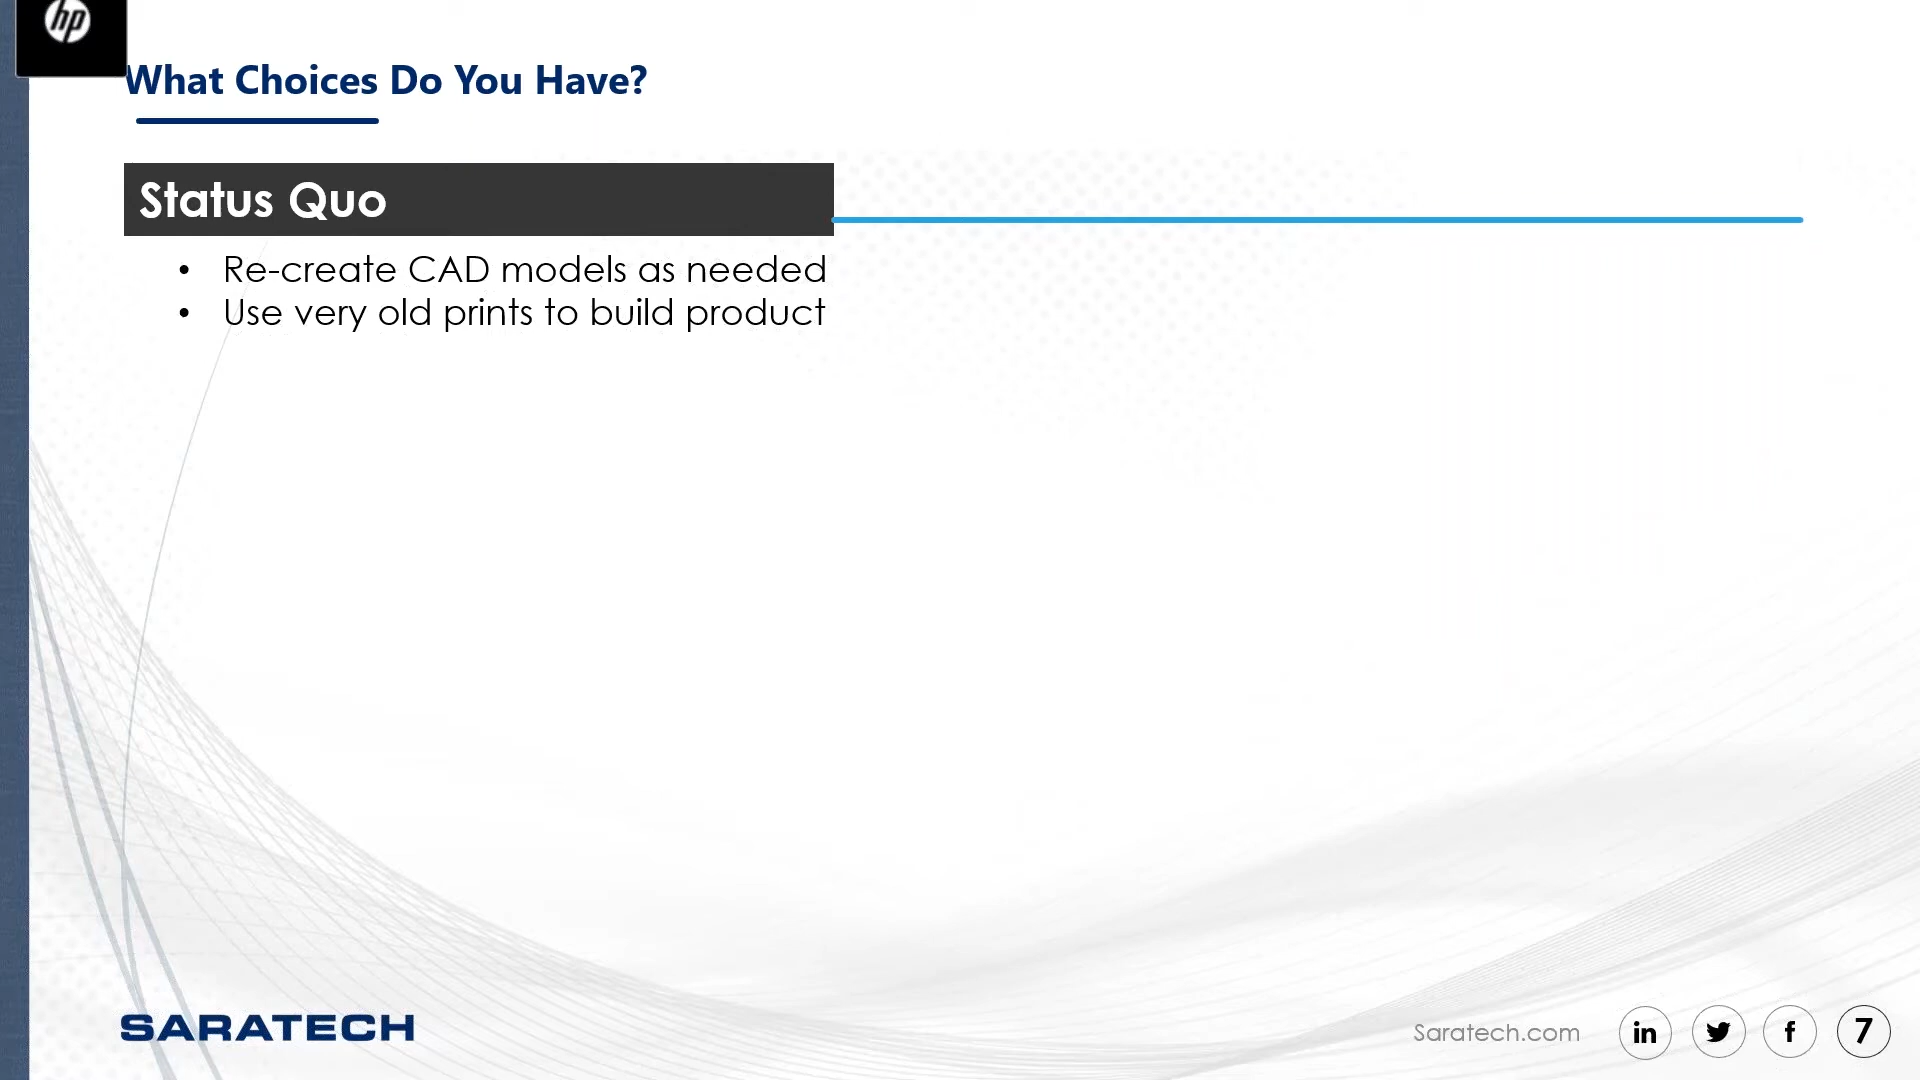 hp
What Choices Do You Have?
Status Quo
• Re-create CAD models as needed
• Use very old prints to build product
SARATECH
Saratech.com in f 7